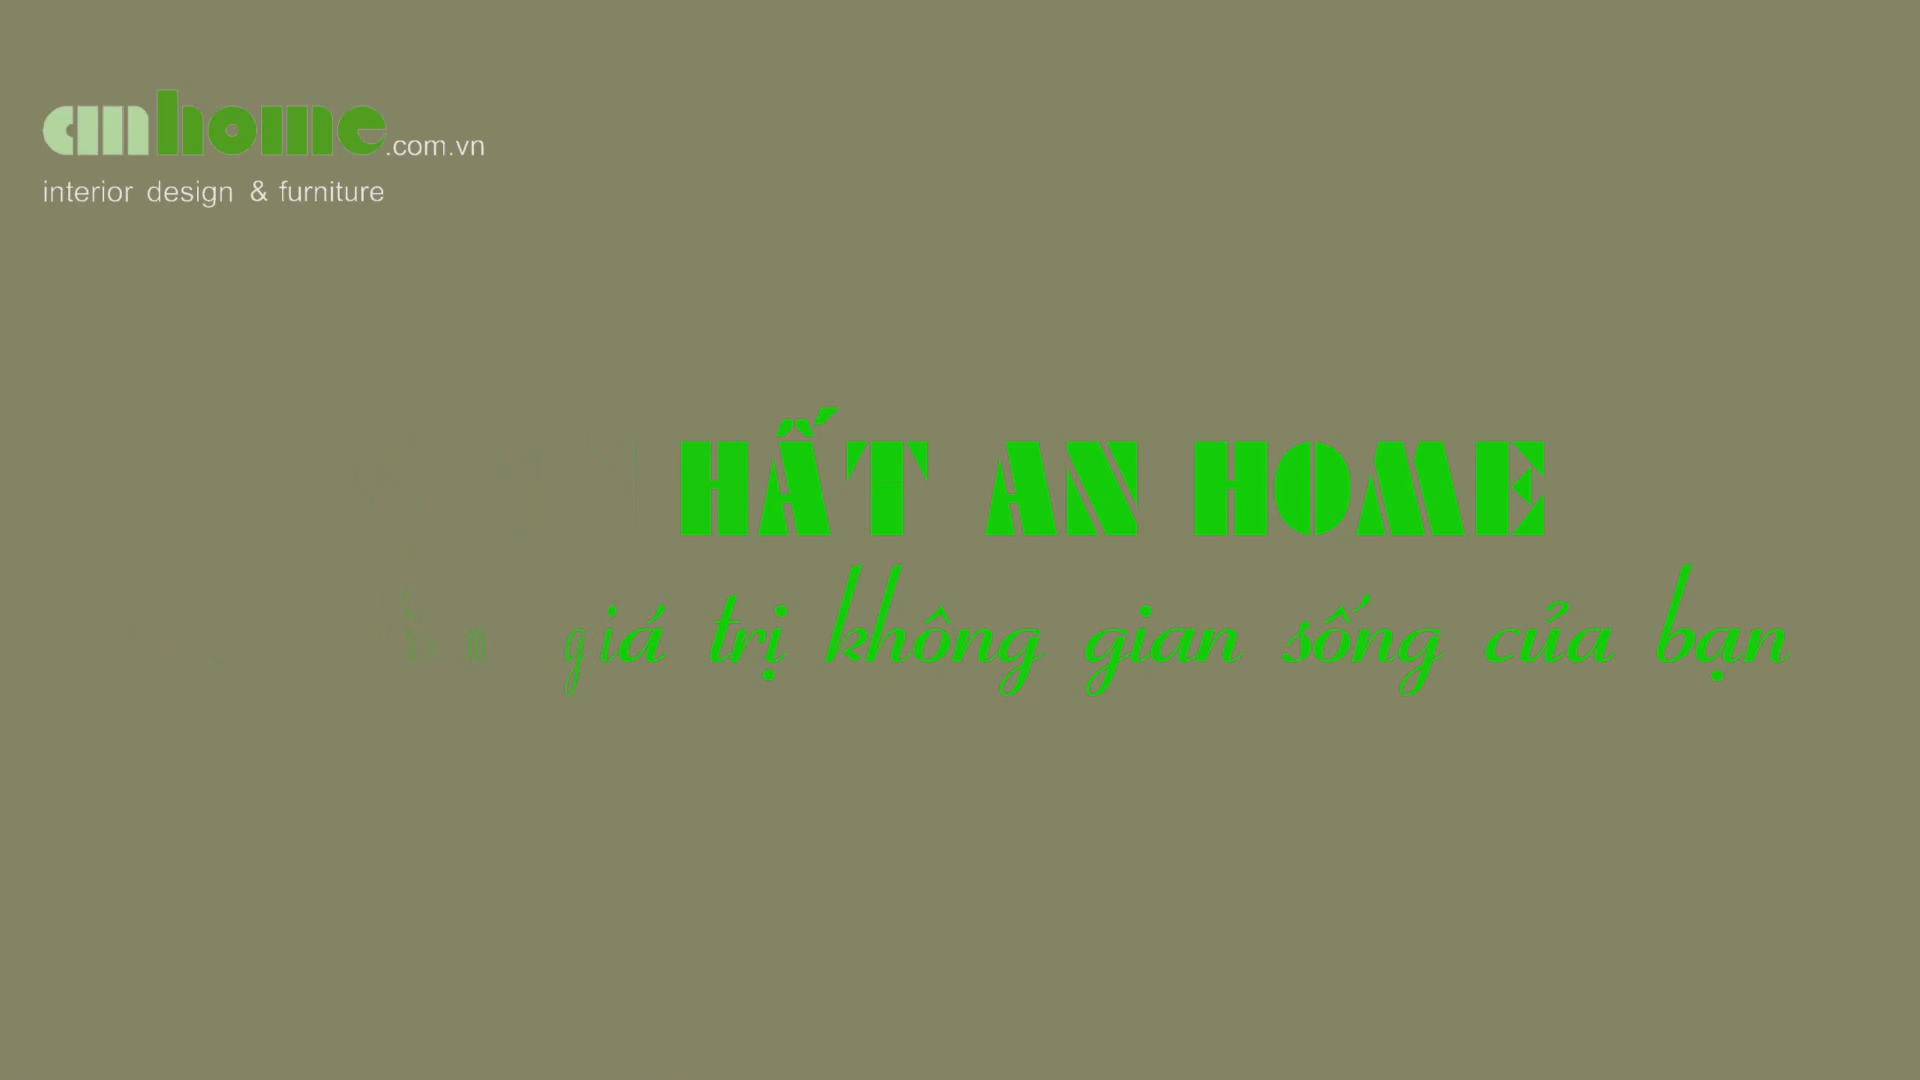 anhome.com.vn
interior design & furniture
HẤT AN HOME
giá trị không gian sống của bạn